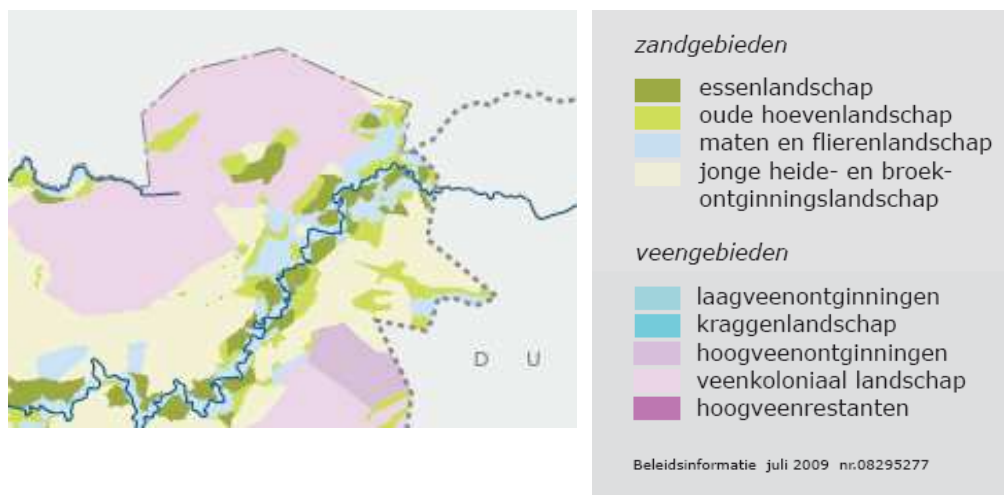 D U
zandgebieden
essenlandschap
oude hoevenlandschap
maten en flierenlandschap
jonge heide- en broek-
ontginningslandschap
veengebieden
laagveenontginningen
kraggenlandschap
hoogveenontginningen
veenkoloniaal landschap
hoogveenrestanten
Beleidsinformatie juli 2009 nr.08295277